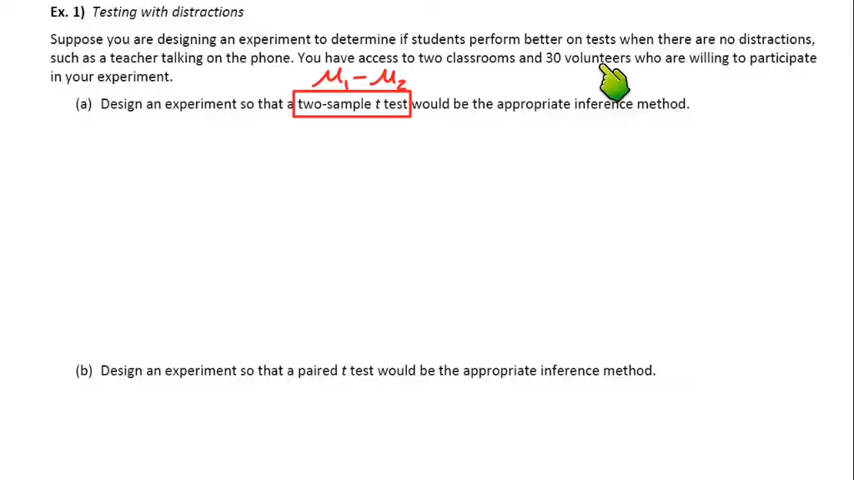 Ex. 1) Testing with distractions
Suppose you are designing an experiment to determine if students perform better on tests when there are no distractions,
such as a teacher talking on the phone. You have access to two classrooms and 30 volunteers who are willing to participate
in your experiment.
μ₁ − μ₂
(a) Design an experiment so that a two-sample t test would be the appropriate inference method.
(b) Design an experiment so that a paired t test would be the appropriate inference method.